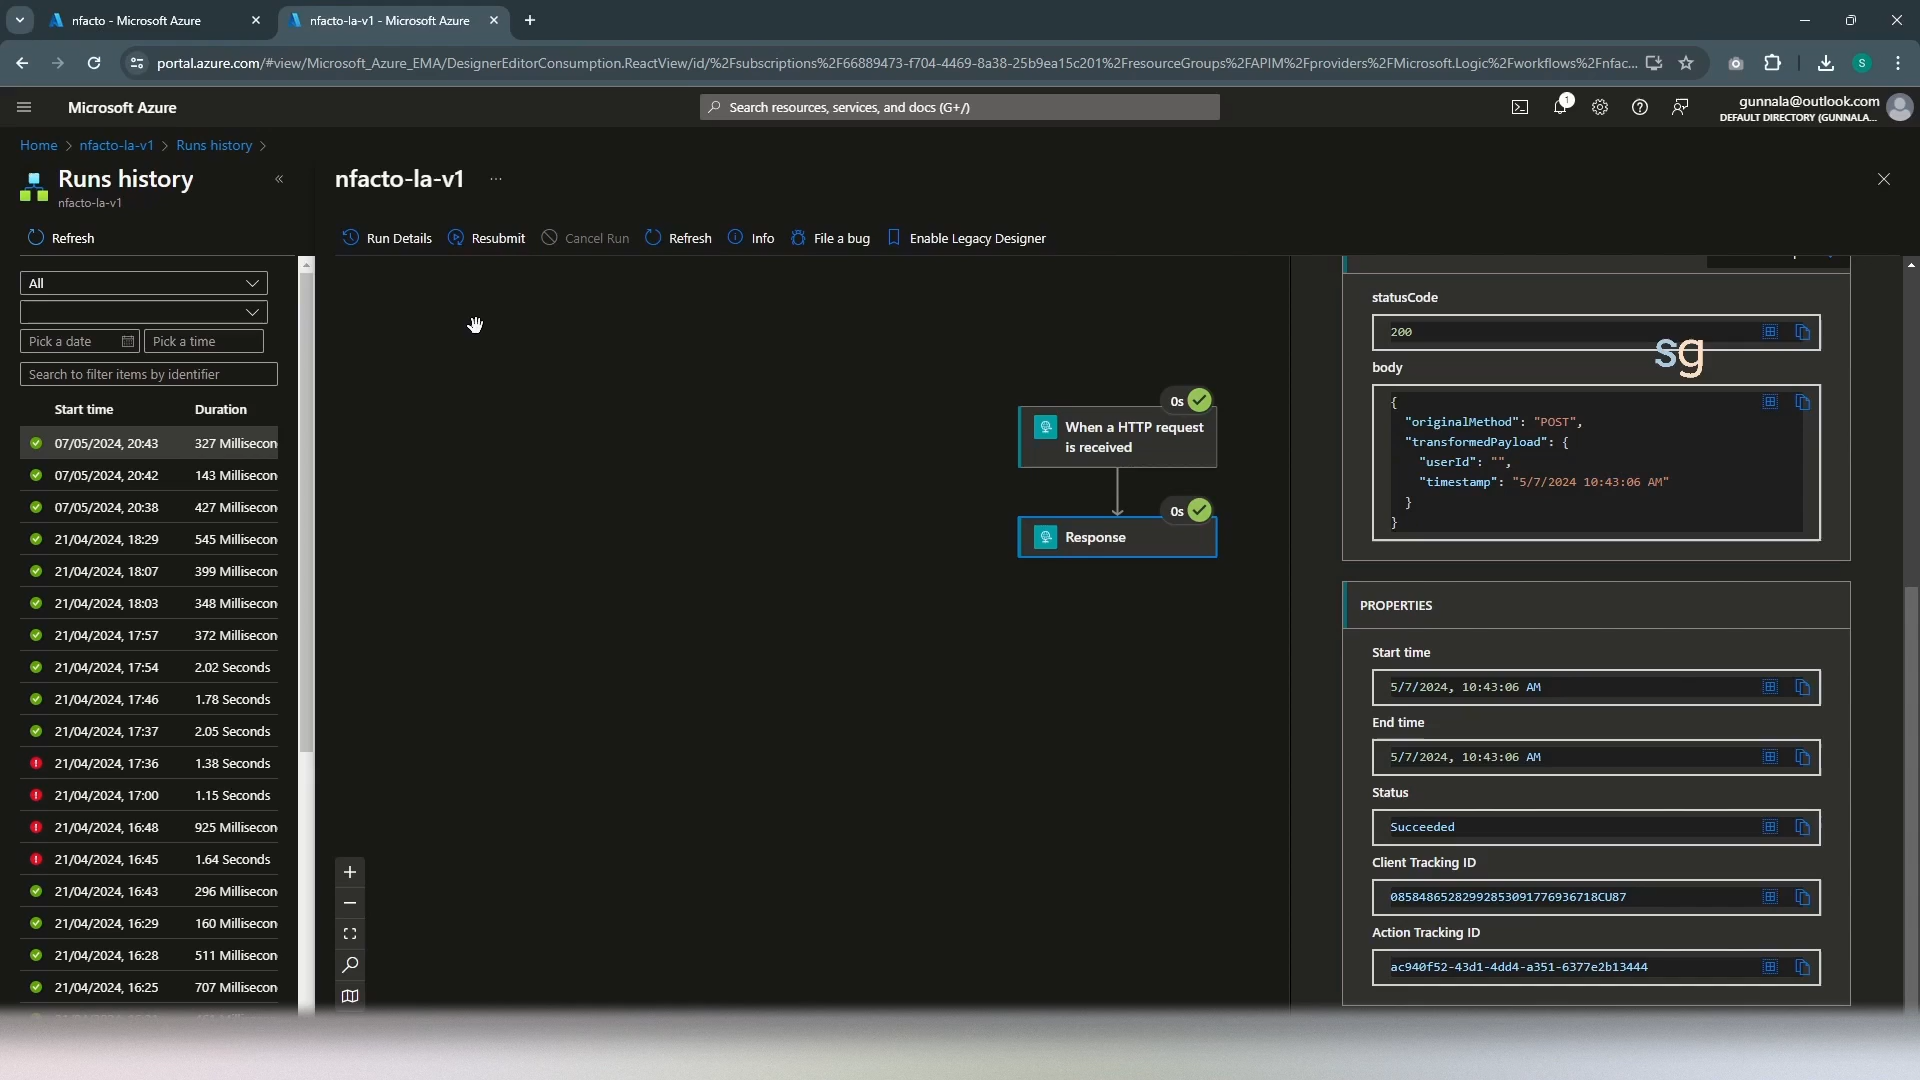 nfacto - Microsoft Azure
nfacto-la-v1 - Microsoft Azure
portal.azure.com/#view/Microsoft_Azure_EMA/DesignerEditorConsumption.ReactView/id/%2Fsubscriptions%2F66889473-f704-4469-8a38-25b9ea15c201%2FresourceGroups%2FAPIM%2Fproviders%2FMicrosoft.Logic%2Fworkflows%2Fnfac...
S
Microsoft Azure
Search resources, services, and docs (G+/)
1
gunnala@outlook.com
DEFAULT DIRECTORY (GUNNALA...
Home > nfacto-la-v1 > Runs history >
Runs history
nfacto-la-v1
«
nfacto-la-v1
...
Refresh
Run Details
Resubmit
Cancel Run
Refresh
Info
File a bug
Enable Legacy Designer
All
Pick a date
Pick a time
Search to filter items by identifier
Start time Duration
07/05/2024, 20:43 327 Millisecon
07/05/2024, 20:42 143 Millisecon
07/05/2024, 20:38 427 Millisecon
21/04/2024, 18:29 545 Millisecon
21/04/2024, 18:07 399 Millisecon
21/04/2024, 18:03 348 Millisecon
21/04/2024, 17:57 372 Millisecon
21/04/2024, 17:54 2.02 Seconds
21/04/2024, 17:46 1.78 Seconds
21/04/2024, 17:37 2.05 Seconds
21/04/2024, 17:36 1.38 Seconds
21/04/2024, 17:00 1.15 Seconds
21/04/2024, 16:48 925 Millisecon
21/04/2024, 16:45 1.64 Seconds
21/04/2024, 16:43 296 Millisecon
21/04/2024, 16:29 160 Millisecon
21/04/2024, 16:28 511 Millisecon
21/04/2024, 16:25 707 Millisecon
0s
When a HTTP request
is received
0s
Response
statusCode
200
sg
body
{
"originalMethod": "POST",
"transformedPayload": {
"userId": "",
"timestamp": "5/7/2024 10:43:06 AM"
}
}
PROPERTIES
Start time
5/7/2024, 10:43:06 AM
End time
5/7/2024, 10:43:06 AM
Status
Succeeded
Client Tracking ID
08584865282992853091776936718CU87
Action Tracking ID
ac940f52-43d1-4dd4-a351-6377e2b13444